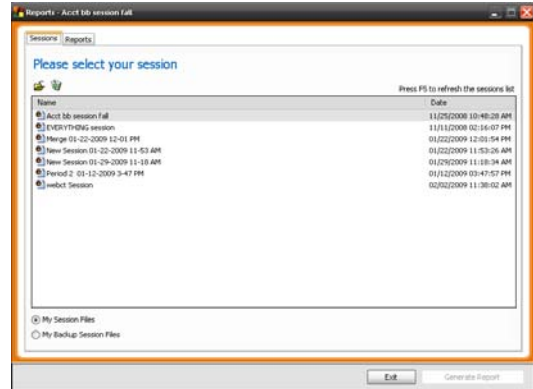 Reports - Acct bb session fall
Sessions Reports
Please select your session
Press F5 to refresh the sessions list
Name Date
Acct bb session fall 11/25/2008 10:48:28 AM
EVERYTHING session 11/11/2008 02:16:07 PM
Merge 01-22-2009 12-01 PM 01/22/2009 12:01:54 PM
New Session 01-22-2009 11-53 AM 01/22/2009 11:53:26 AM
New Session 01-29-2009 11-18 AM 01/29/2009 11:18:34 AM
Period 2 01-12-2009 3-47 PM 01/12/2009 03:47:57 PM
webct Session 02/02/2009 11:38:02 AM
My Session Files
My Backup Session Files
Exit Generate Report